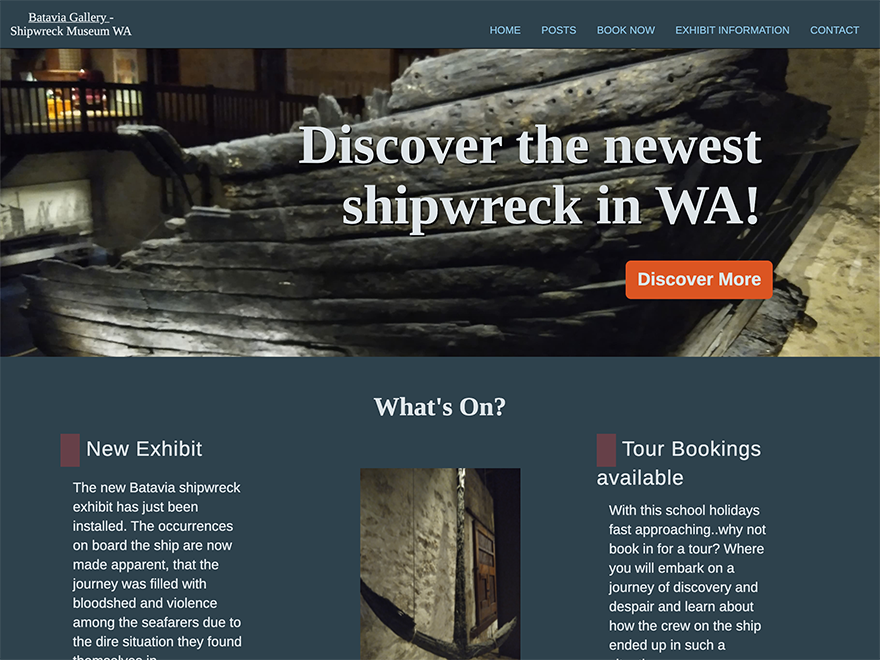 Batavia Gallery -
Shipwreck Museum WA
HOME POSTS BOOK NOW EXHIBIT INFORMATION CONTACT
Discover the newest
shipwreck in WA!
Discover More
What's On?
New Exhibit
The new Batavia shipwreck
exhibit has just been
installed. The occurrences
on board the ship are now
made apparent, that the
journey was filled with
bloodshed and violence
among the seafarers due to
the dire situation they found
themselves in
Tour Bookings
available
With this school holidays
fast approaching..why not
book in for a tour? Where
you will embark on a
journey of discovery and
despair and learn about
how the crew on the ship
ended up in such a